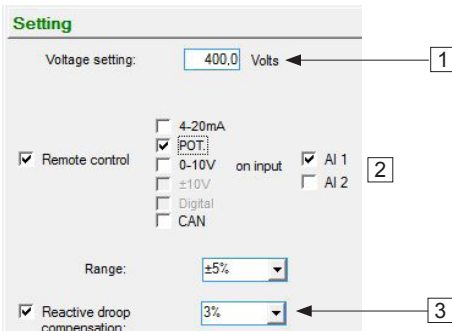 Setting
Voltage setting: 400,0 Volts 1
4-20mA
POT.
Remote control 0-10V on input AI 1
±10V AI 2 2
Digital
CAN
Range: ±5%
Reactive droop 3% 3
compensation: